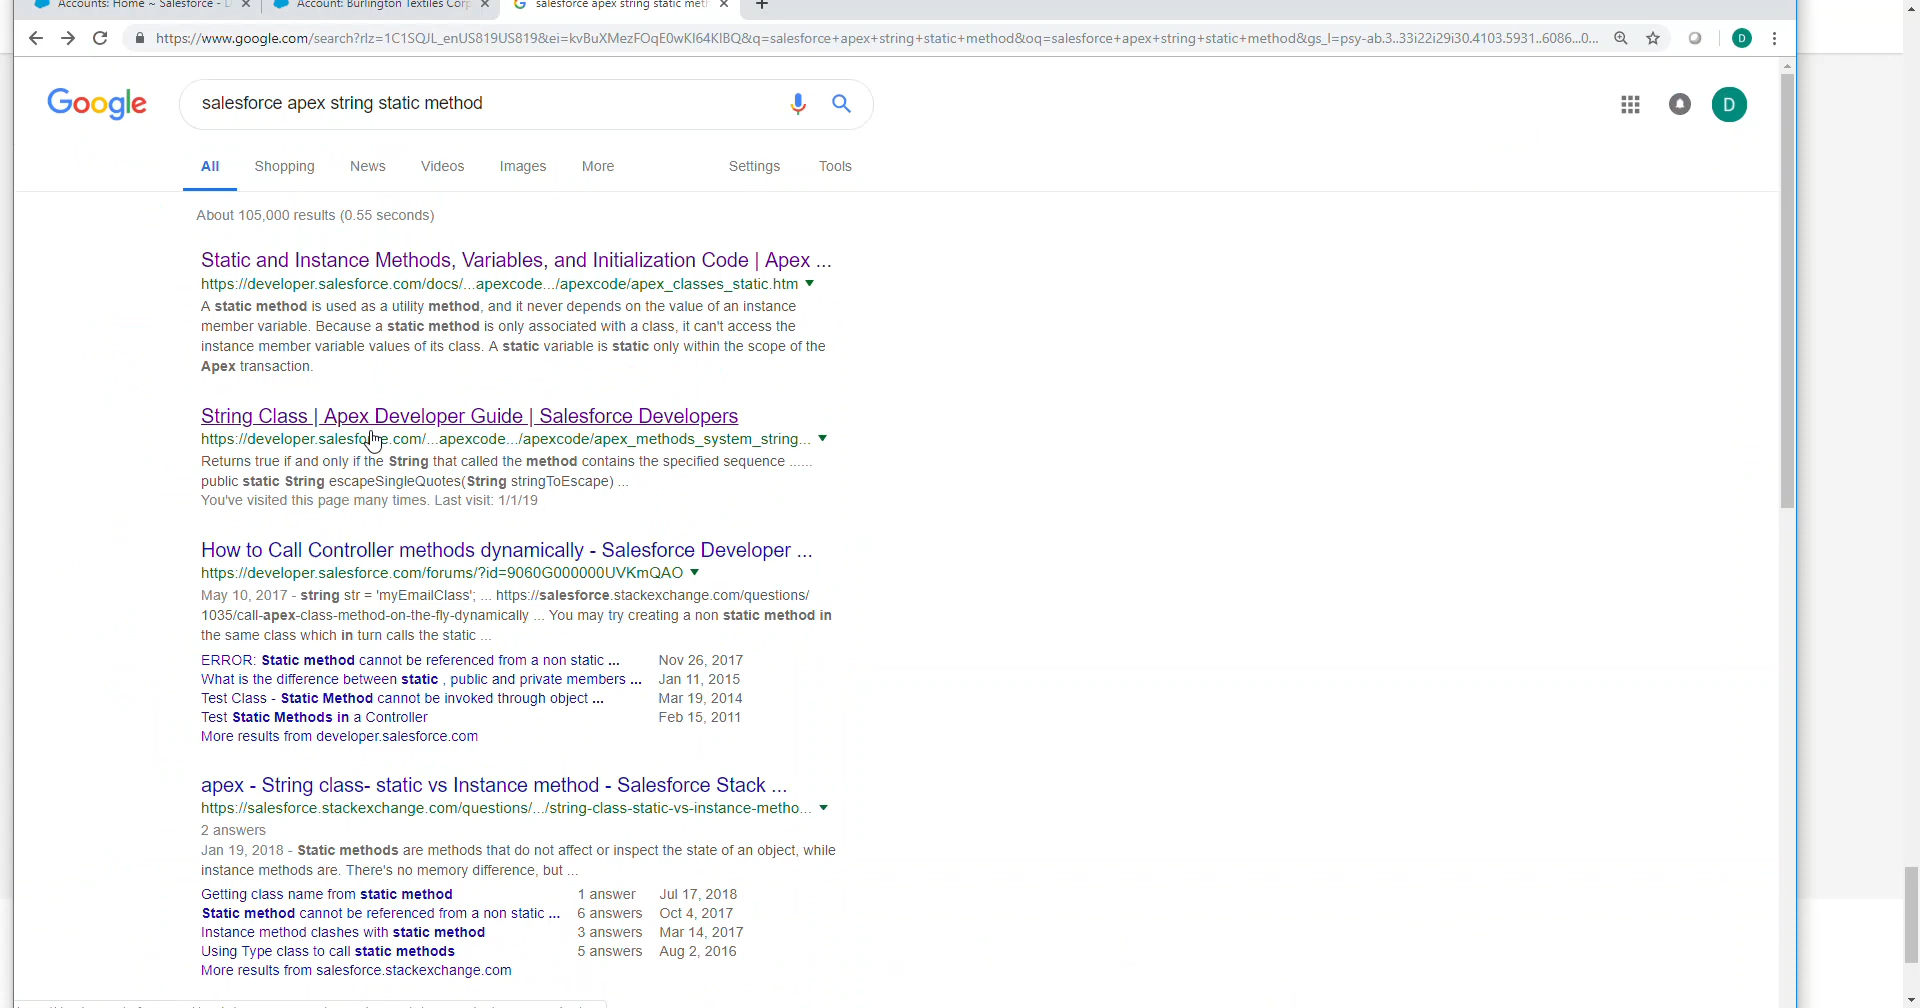 Accounts: Home ~ Salesforce - D
Account: Burlington Textiles Corp
salesforce apex string static meth
https://www.google.com/search?rlz=1C1SQJL_enUS819US819&ei=kvBuXMezFOqE0wKl64KlBQ&q=salesforce+apex+string+static+method&oq=salesforce+apex+string+static+method&gs_l=psy-ab.3..33i22i29i30.4103.5931..6086...0...
D
Google
salesforce apex string static method
D
All Shopping News Videos Images More Settings Tools
About 105,000 results (0.55 seconds)
Static and Instance Methods, Variables, and Initialization Code | Apex ...
https://developer.salesforce.com/docs/...apexcode.../apexcode/apex_classes_static.htm
A static method is used as a utility method, and it never depends on the value of an instance
member variable. Because a static method is only associated with a class, it can't access the
instance member variable values of its class. A static variable is static only within the scope of the
Apex transaction.
String Class | Apex Developer Guide | Salesforce Developers
https://developer.salesforce.com/...apexcode.../apexcode/apex_methods_system_string...
Returns true if and only if the String that called the method contains the specified sequence ......
public static String escapeSingleQuotes(String stringToEscape) ...
You've visited this page many times. Last visit: 1/1/19
How to Call Controller methods dynamically - Salesforce Developer ...
https://developer.salesforce.com/forums/?id=9060G000000UVKmQAO
May 10, 2017 - string str = 'myEmailClass'; ... https://salesforce.stackexchange.com/questions/
1035/call-apex-class-method-on-the-fly-dynamically ... You may try creating a non static method in
the same class which in turn calls the static ...
ERROR: Static method cannot be referenced from a non static ... Nov 26, 2017
What is the difference between static , public and private members ... Jan 11, 2015
Test Class - Static Method cannot be invoked through object ... Mar 19, 2014
Test Static Methods in a Controller Feb 15, 2011
More results from developer.salesforce.com
apex - String class- static vs Instance method - Salesforce Stack ...
https://salesforce.stackexchange.com/questions/.../string-class-static-vs-instance-metho...
2 answers
Jan 19, 2018 - Static methods are methods that do not affect or inspect the state of an object, while
instance methods are. There's no memory difference, but ...
Getting class name from static method 1 answer Jul 17, 2018
Static method cannot be referenced from a non static ... 6 answers Oct 4, 2017
Instance method clashes with static method 3 answers Mar 14, 2017
Using Type class to call static methods 5 answers Aug 2, 2016
More results from salesforce.stackexchange.com